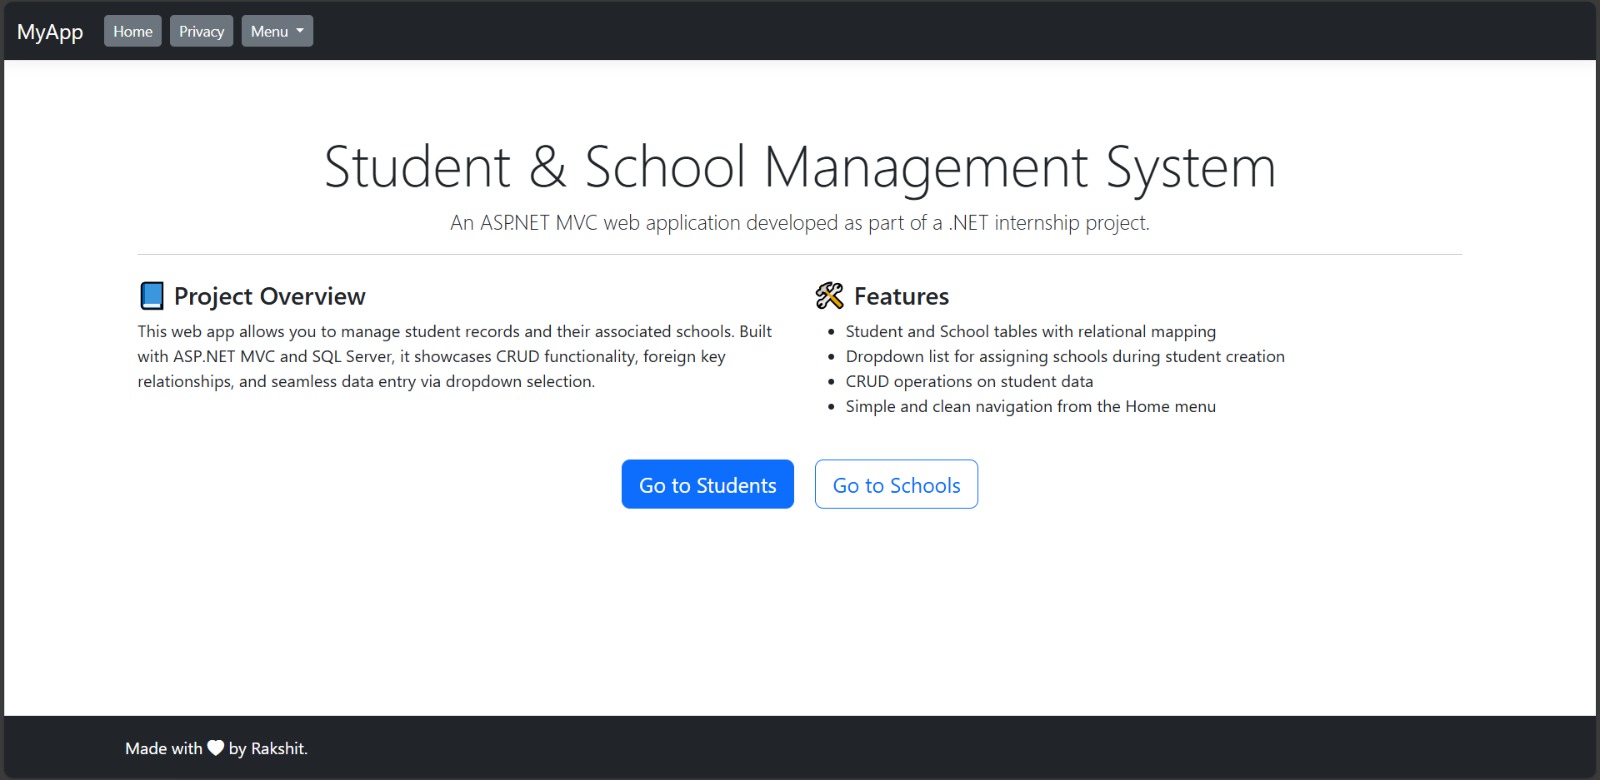 MyApp Home Privacy Menu
Student & School Management System
An ASP.NET MVC web application developed as part of a .NET internship project.
Project Overview
This web app allows you to manage student records and their associated schools. Built
with ASP.NET MVC and SQL Server, it showcases CRUD functionality, foreign key
relationships, and seamless data entry via dropdown selection.
Features
• Student and School tables with relational mapping
• Dropdown list for assigning schools during student creation
• CRUD operations on student data
• Simple and clean navigation from the Home menu
Go to Students Go to Schools
Made with 🤍 by Rakshit.